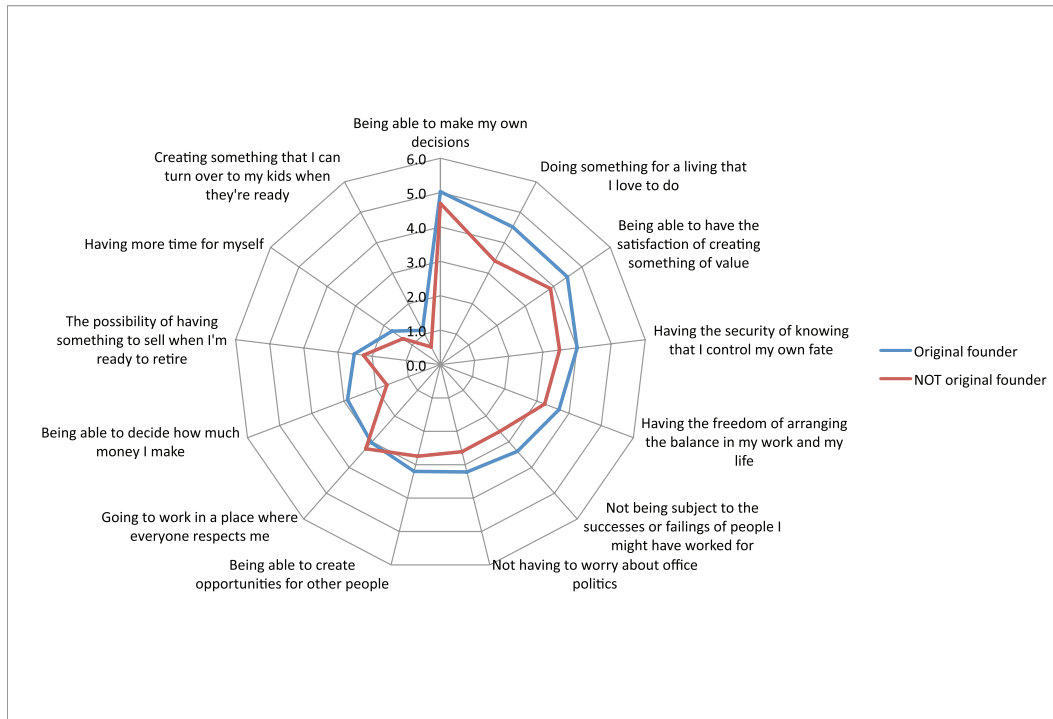 Being able to make my own
decisions
Creating something that I can
turn over to my kids when
they're ready
Doing something for a living that
I love to do
Having more time for myself
Being able to have the
satisfaction of creating
something of value
The possibility of having
something to sell when I'm
ready to retire
Having the security of knowing
that I control my own fate
Being able to decide how much
money I make
Having the freedom of arranging
the balance in my work and my
life
Going to work in a place where
everyone respects me
Not being subject to the
successes or failings of people I
might have worked for
Being able to create
opportunities for other people
Not having to worry about office
politics
6.0
5.0
4.0
3.0
2.0
1.0
0.0
Original founder
NOT original founder